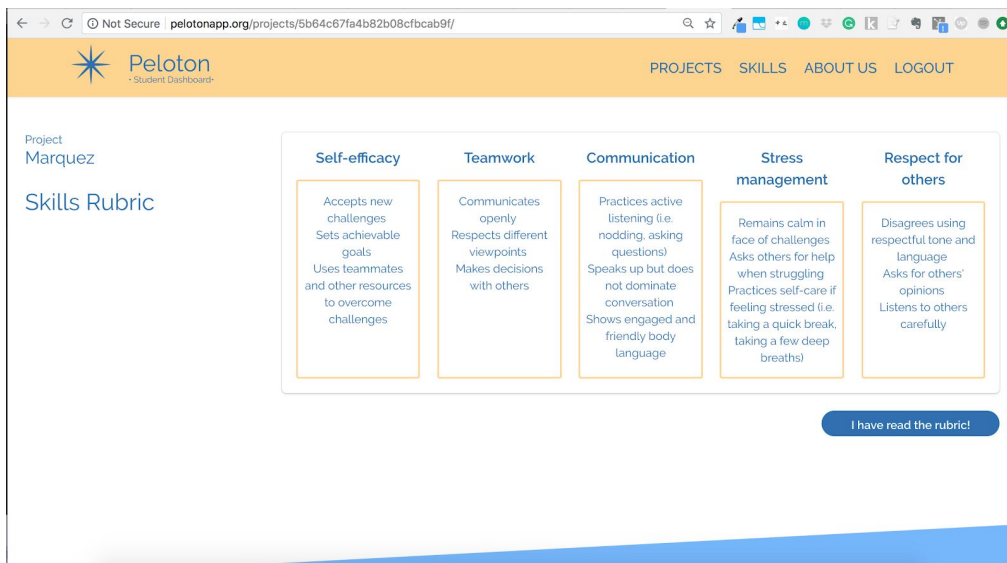 Not Secure pelotonapp.org/projects/5b64c67fa4b82b08cfbcab9f/
Peloton
• Student Dashboard•
PROJECTS SKILLS ABOUT US LOGOUT
Project
Marquez
Skills Rubric
Self-efficacy
Accepts new
challenges
Sets achievable
goals
Uses teammates
and other resources
to overcome
challenges
Teamwork
Communicates
openly
Respects different
viewpoints
Makes decisions
with others
Communication
Practices active
listening (i.e.
nodding, asking
questions)
Speaks up but does
not dominate
conversation
Shows engaged and
friendly body
language
Stress
management
Remains calm in
face of challenges
Asks others for help
when struggling
Practices self-care if
feeling stressed (i.e.
taking a quick break,
taking a few deep
breaths)
Respect for
others
Disagrees using
respectful tone and
language
Asks for others'
opinions
Listens to others
carefully
I have read the rubric!